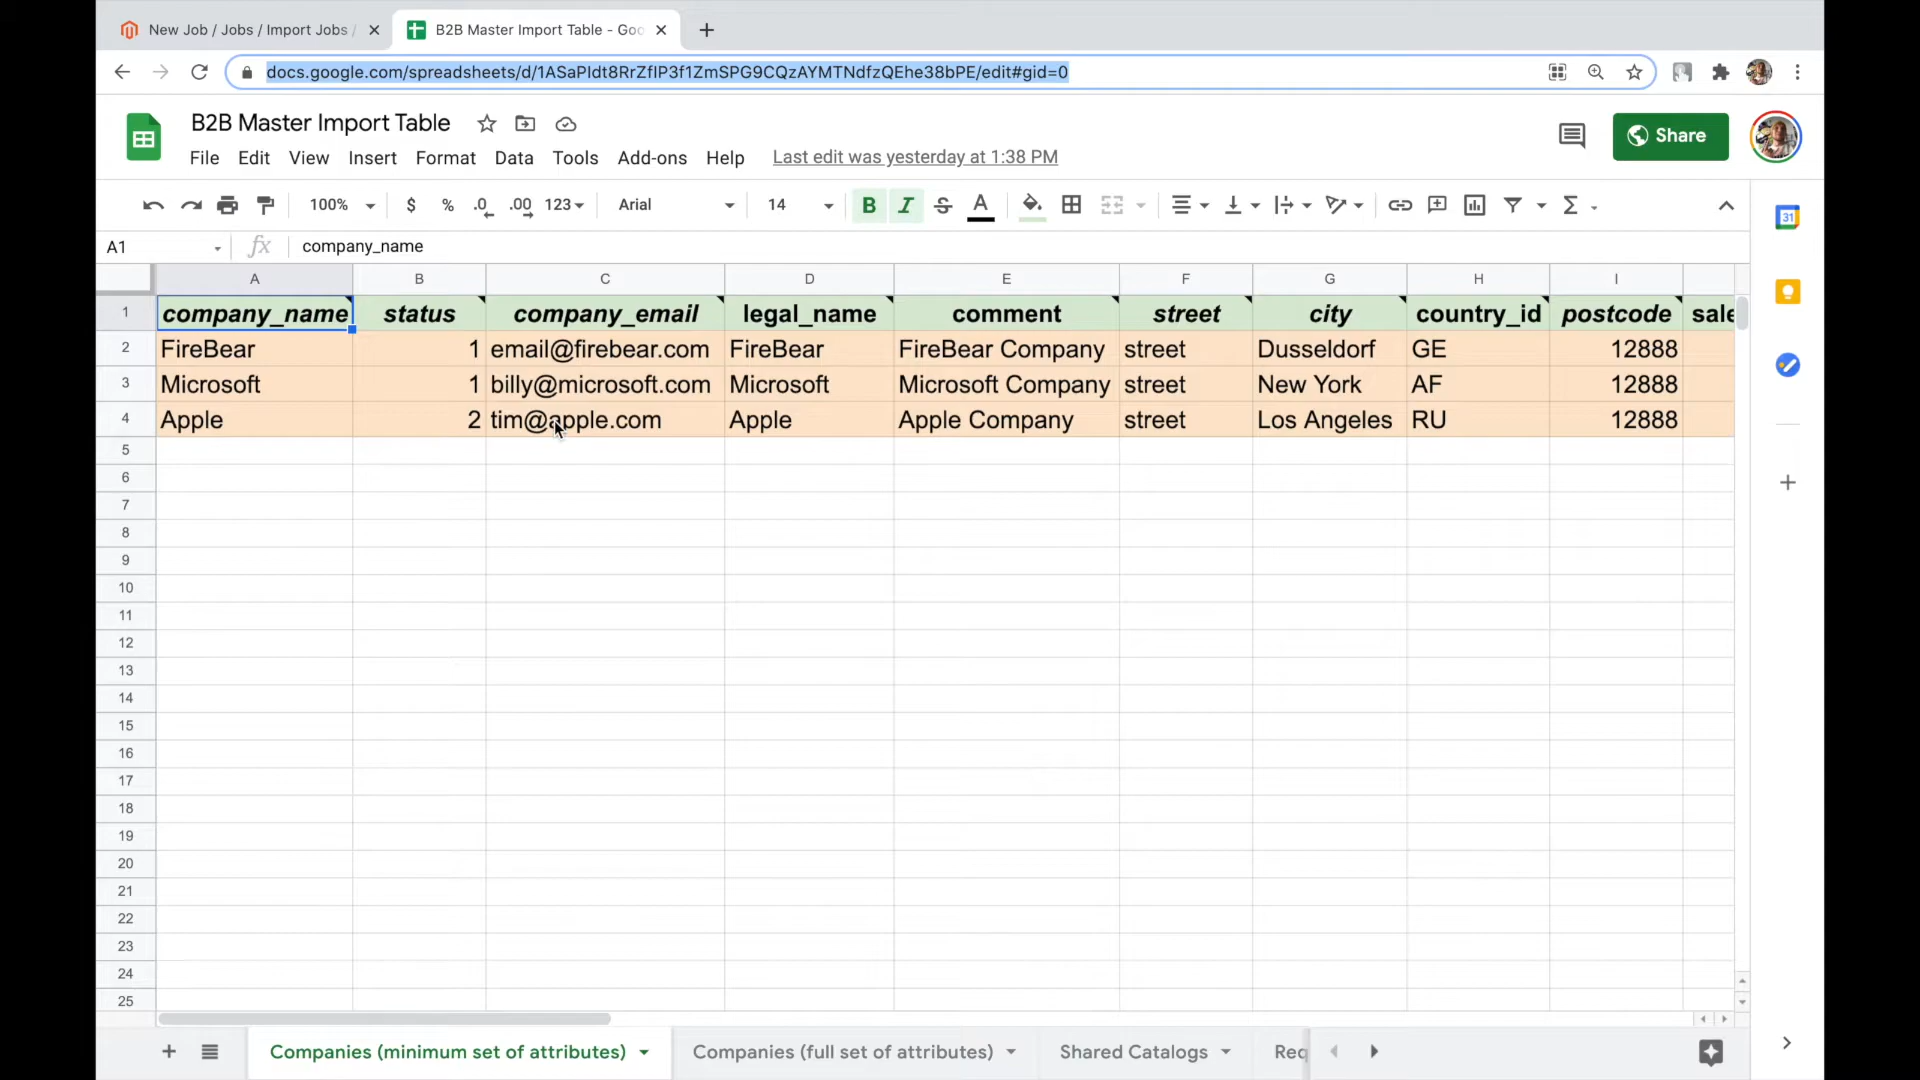 New Job / Jobs / Import Jobs /
B2B Master Import Table - Goo
docs.google.com/spreadsheets/d/1ASaPIdt8RrZfIP3f1ZmSPG9CQzAYMTNdfzQEhe38bPE/edit#gid=0
B2B Master Import Table
File Edit View Insert Format Data Tools Add-ons Help Last edit was yesterday at 1:38 PM
Share
100% $ % .0 .00 123 Arial 14 B I S A Σ
31
A1 fx company_name
A B C D E F G H I
1 company_name status company_email legal_name comment street city country_id postcode sale
2 FireBear 1 email@firebear.com FireBear FireBear Company street Dusseldorf GE 12888
3 Microsoft 1 billy@microsoft.com Microsoft Microsoft Company street New York AF 12888
4 Apple 2 tim@apple.com Apple Apple Company street Los Angeles RU 12888
5
6
7
8
9
10
11
12
13
14
15
16
17
18
19
20
21
22
23
24
25
Companies (minimum set of attributes) Companies (full set of attributes) Shared Catalogs Req